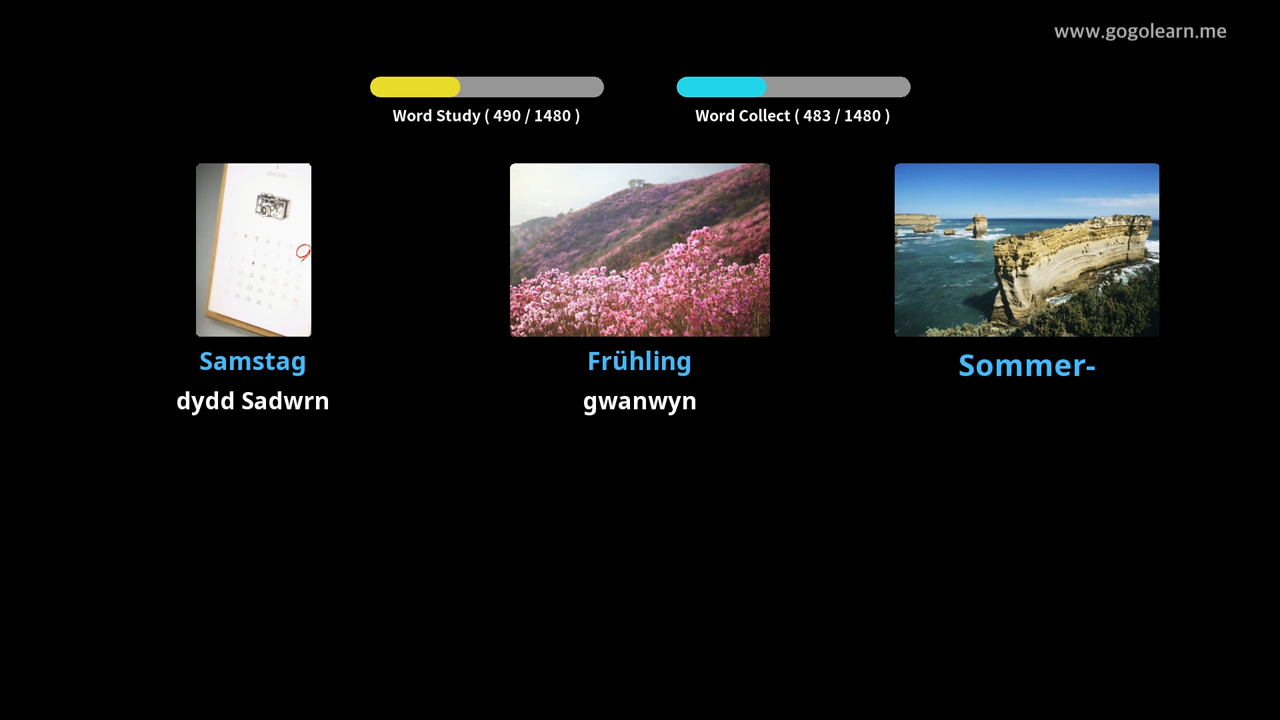 www.gogolearn.me
Word Study ( 490 / 1480 )
Word Collect ( 483 / 1480 )
Samstag
dydd Sadwrn
Frühling
gwanwyn
Sommer-